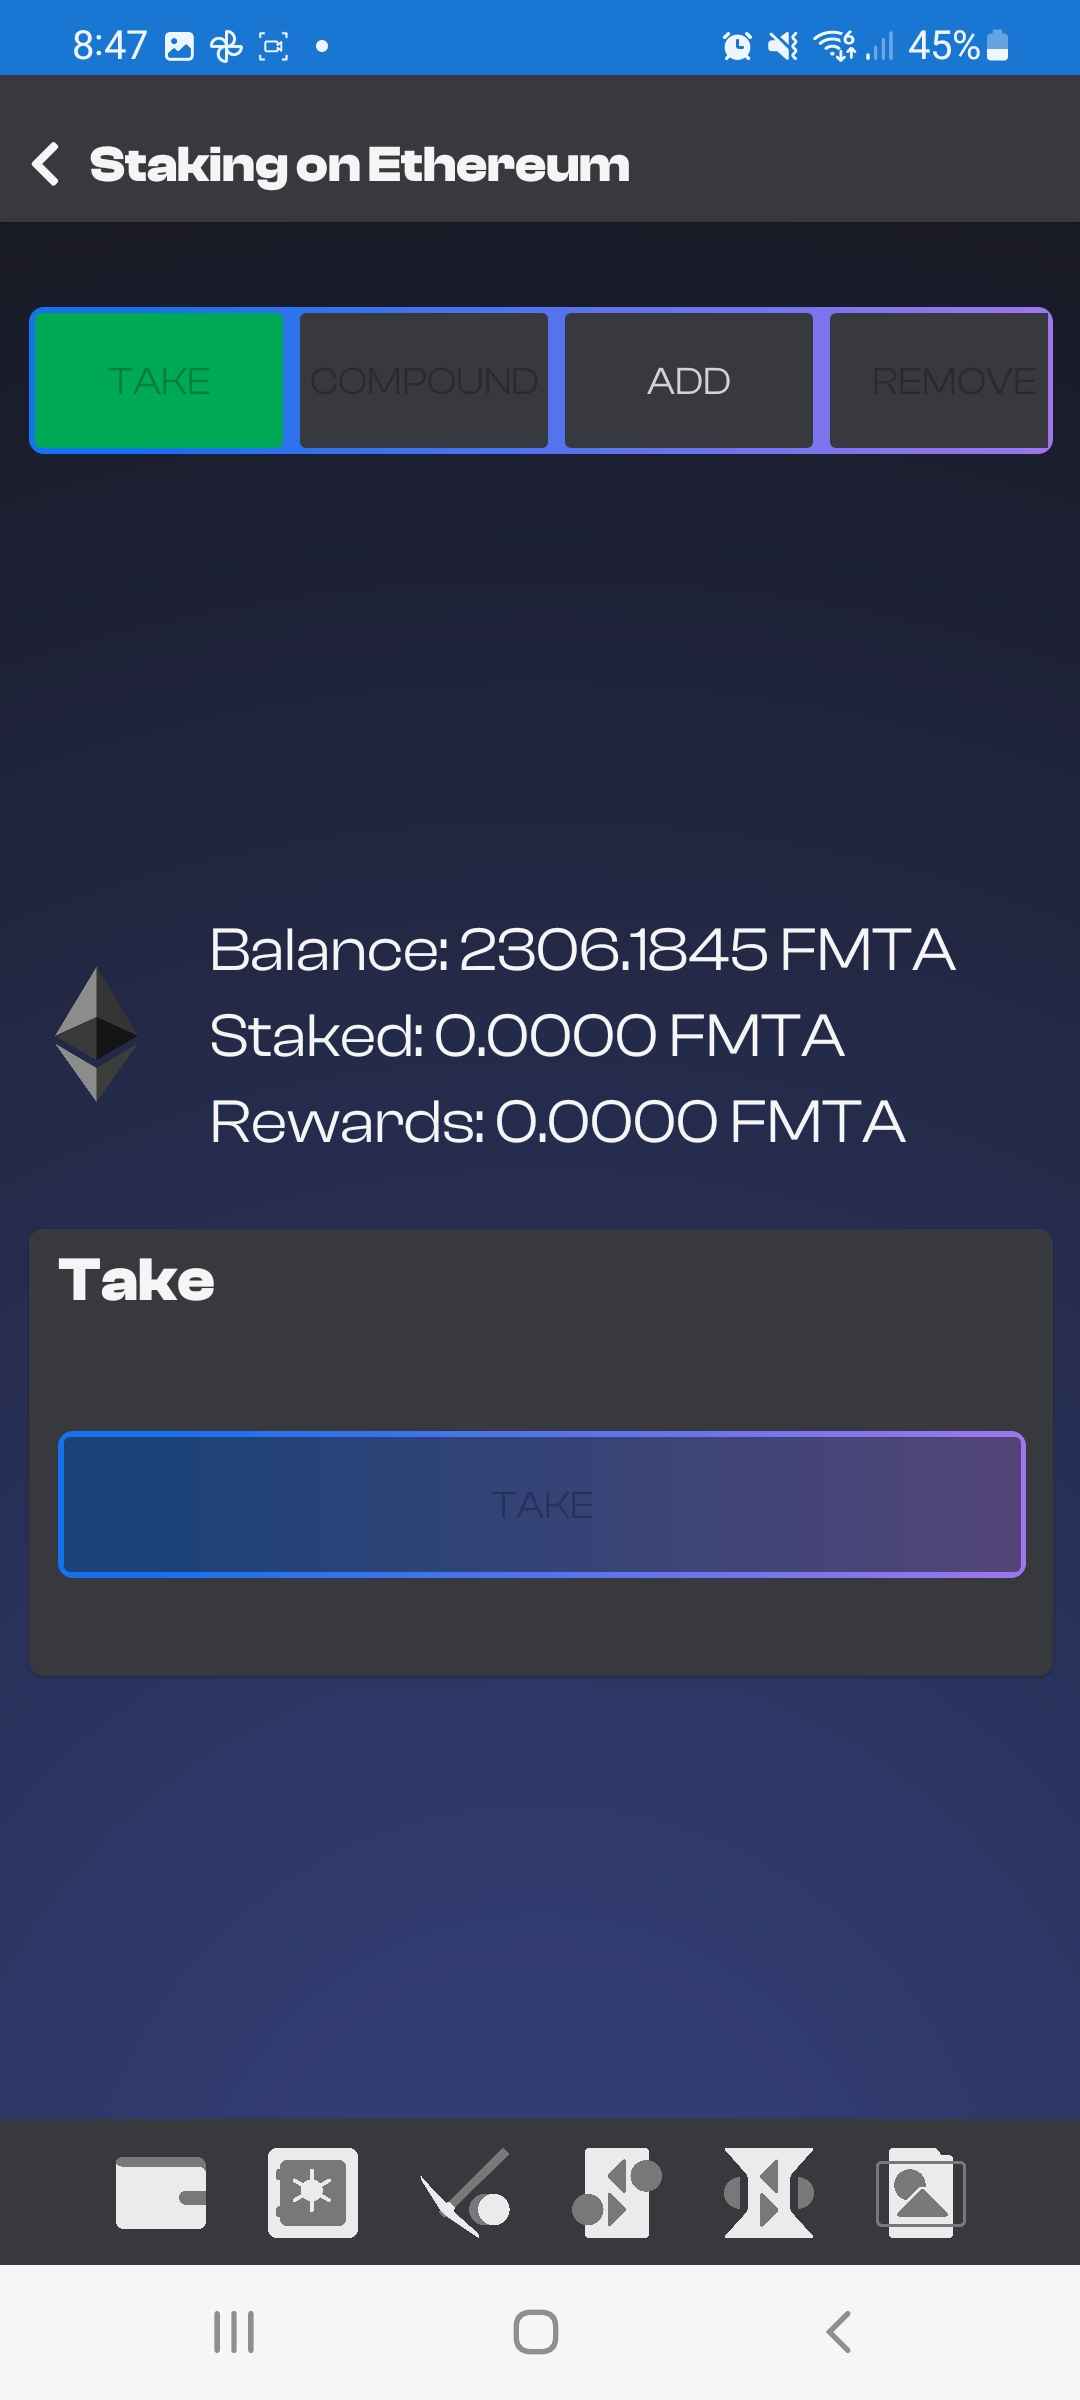 8:47 45%
Staking on Ethereum
TAKE COMPOUND ADD REMOVE
Balance: 2306.1845 FMTA
Staked: 0.0000 FMTA
Rewards: 0.0000 FMTA
Take
TAKE